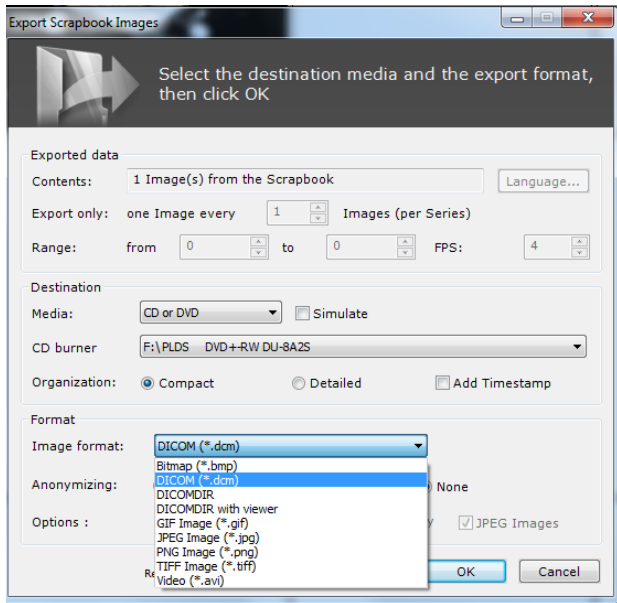 Export Scrapbook Images
Select the destination media and the export format,
then click OK
Exported data
Contents: 1 Image(s) from the Scrapbook Language...
Export only: one Image every 1 Images (per Series)
Range: from 0 to 0 FPS: 4
Destination
Media: CD or DVD Simulate
CD burner F:\PLDS DVD+-RW DU-8A2S
Organization: Compact Detailed Add Timestamp
Format
Image format: DICOM (*.dcm)
Bitmap (*.bmp)
DICOM (*.dcm)
Anonymizing: None
DICOMDIR
DICOMDIR with viewer
Options : JPEG Images
GIF Image (*.gif)
JPEG Image (*.jpg)
PNG Image (*.png)
TIFF Image (*.tiff)
Video (*.avi)
OK Cancel